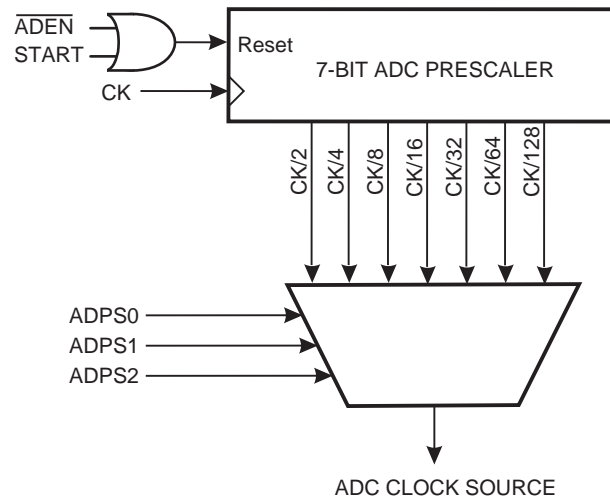 ADEN
START
Reset
7-BIT ADC PRESCALER
CK
CK/2
CK/4
CK/8
CK/16
CK/32
CK/64
CK/128
ADPS0
ADPS1
ADPS2
ADC CLOCK SOURCE